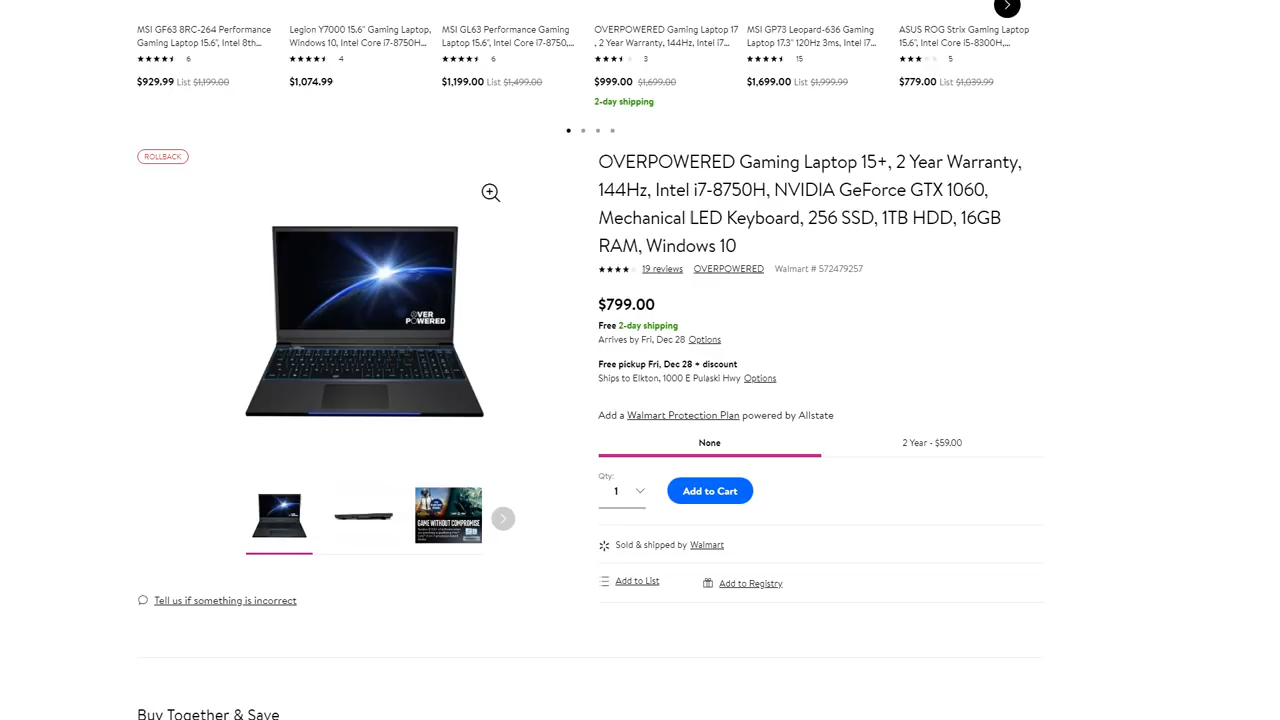 MSI GF63 8RC-264 Performance
Gaming Laptop 15.6", Intel 8th...
6
$929.99 List $1,199.00
Legion Y7000 15.6" Gaming Laptop,
Windows 10, Intel Core i7-8750H...
4
$1,074.99
MSI GL63 Performance Gaming
Laptop 15.6", Intel Core i7-8750,...
6
$1,199.00 List $1,499.00
OVERPOWERED Gaming Laptop 17
, 2 Year Warranty, 144Hz, Intel i7...
3
$999.00 $1,699.00
2-day shipping
MSI GP73 Leopard-636 Gaming
Laptop 17.3" 120Hz 3ms, Intel I7...
15
$1,699.00 List $1,999.99
ASUS ROG Strix Gaming Laptop
15.6", Intel Core i5-8300H,...
5
$779.00 List $1,039.99
ROLLBACK
OVER
POWERED
GAME WITHOUT COMPROMISE
Tell us if something is incorrect
OVERPOWERED Gaming Laptop 15+, 2 Year Warranty,
144Hz, Intel i7-8750H, NVIDIA GeForce GTX 1060,
Mechanical LED Keyboard, 256 SSD, 1TB HDD, 16GB
RAM, Windows 10
19 reviews OVERPOWERED Walmart # 572479257
$799.00
Free 2-day shipping
Arrives by Fri, Dec 28 Options
Free pickup Fri, Dec 28 + discount
Ships to Elkton, 1000 E Pulaski Hwy Options
Add a Walmart Protection Plan powered by Allstate
None 2 Year - $59.00
Qty:
1 Add to Cart
Sold & shipped by Walmart
Add to List Add to Registry
Buy Together & Save